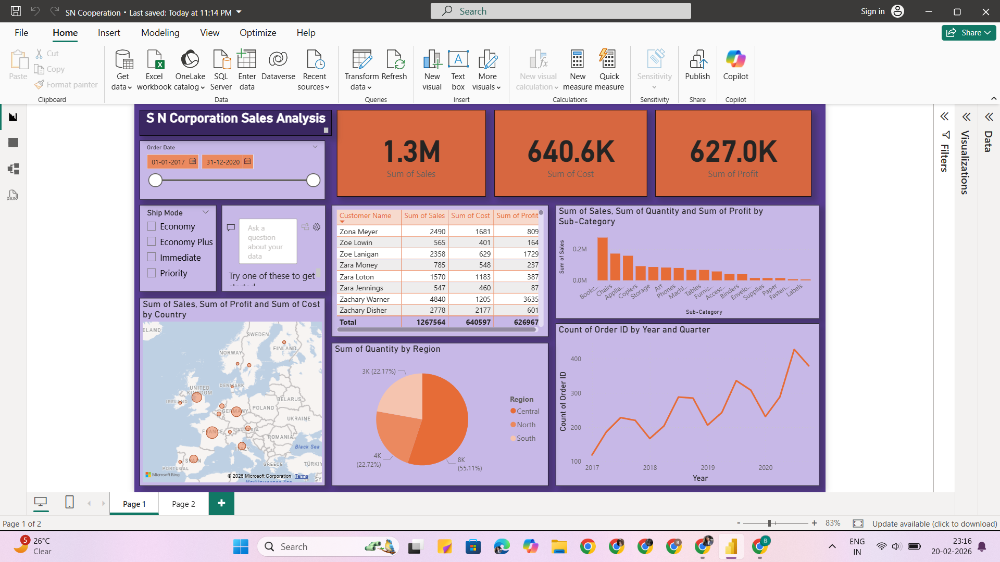 SN Cooperation • Last saved: Today at 11:14 PM
Search
Sign in
File
Home
Insert
Modeling
View
Optimize
Help
Share
Paste
Cut
Copy
Format painter
Clipboard
Get data
Excel workbook
OneLake catalog
SQL Server
Enter data
Dataverse
Recent sources
Data
Transform data
Refresh
Queries
New visual
Text box
More visuals
Insert
New visual calculation
New measure
Quick measure
Calculations
Sensitivity
Sensitivity
Publish
Share
Copilot
Copilot
DAX
S N Corporation Sales Analysis
Order Date
01-01-2017
31-12-2020
1.3M
Sum of Sales
640.6K
Sum of Cost
627.0K
Sum of Profit
Filters
Visualizations
Data
Ship Mode
Economy
Economy Plus
Immediate
Priority
Ask a
question
about your
data
Try one of these to get
Customer Name Sum of Sales Sum of Cost Sum of Profit
Zona Meyer 2490 1681 809
Zoe Lowin 565 401 164
Zoe Lanigan 2358 629 1729
Zara Money 785 548 237
Zara Loton 1570 1183 387
Zara Jennings 547 460 87
Zachary Warner 4840 1205 3635
Zachary Disher 2778 2177 601
Total 1267564 640597 626967
Sum of Sales, Sum of Quantity and Sum of Profit by
Sub-Category
Sum of Sales
0.2M
0.0M
Bookc...
Chairs
Applia...
Copiers
Storage
Art
Phones
Machi...
Tables
Furnis...
Access...
Binders
Envelo...
Supplies
Paper
Fasten...
Labels
Sub-Category
Sum of Sales, Sum of Profit and Sum of Cost
by Country
ELAND
SWEDEN
FINLAND
NORWAY
UNITED
KINGDOM
DENMARK
IRELAND
BELARUS
POLAND
GERMANY
UKRAINE
FRANCE
AUSTRIA
ROMANIA
ITALY
Black Sea
SPAIN
PORTUGAL
GREECE
TÜRKIY
SY
Microsoft Bing
© 2026 Microsoft Corporation Terms
Mediterranean Sea
Sum of Quantity by Region
3K (22.17%)
4K
(22.72%)
8K
(55.11%)
Region
Central
North
South
Count of Order ID by Year and Quarter
Count of Order ID
400
300
200
100
2017
2018
2019
2020
Year
Page 1
Page 2
+
Page 1 of 2
- + 83%
Update available (click to download)
5
26°C
Clear
Search
B
B
ENG
IN
23:16
20-02-2026